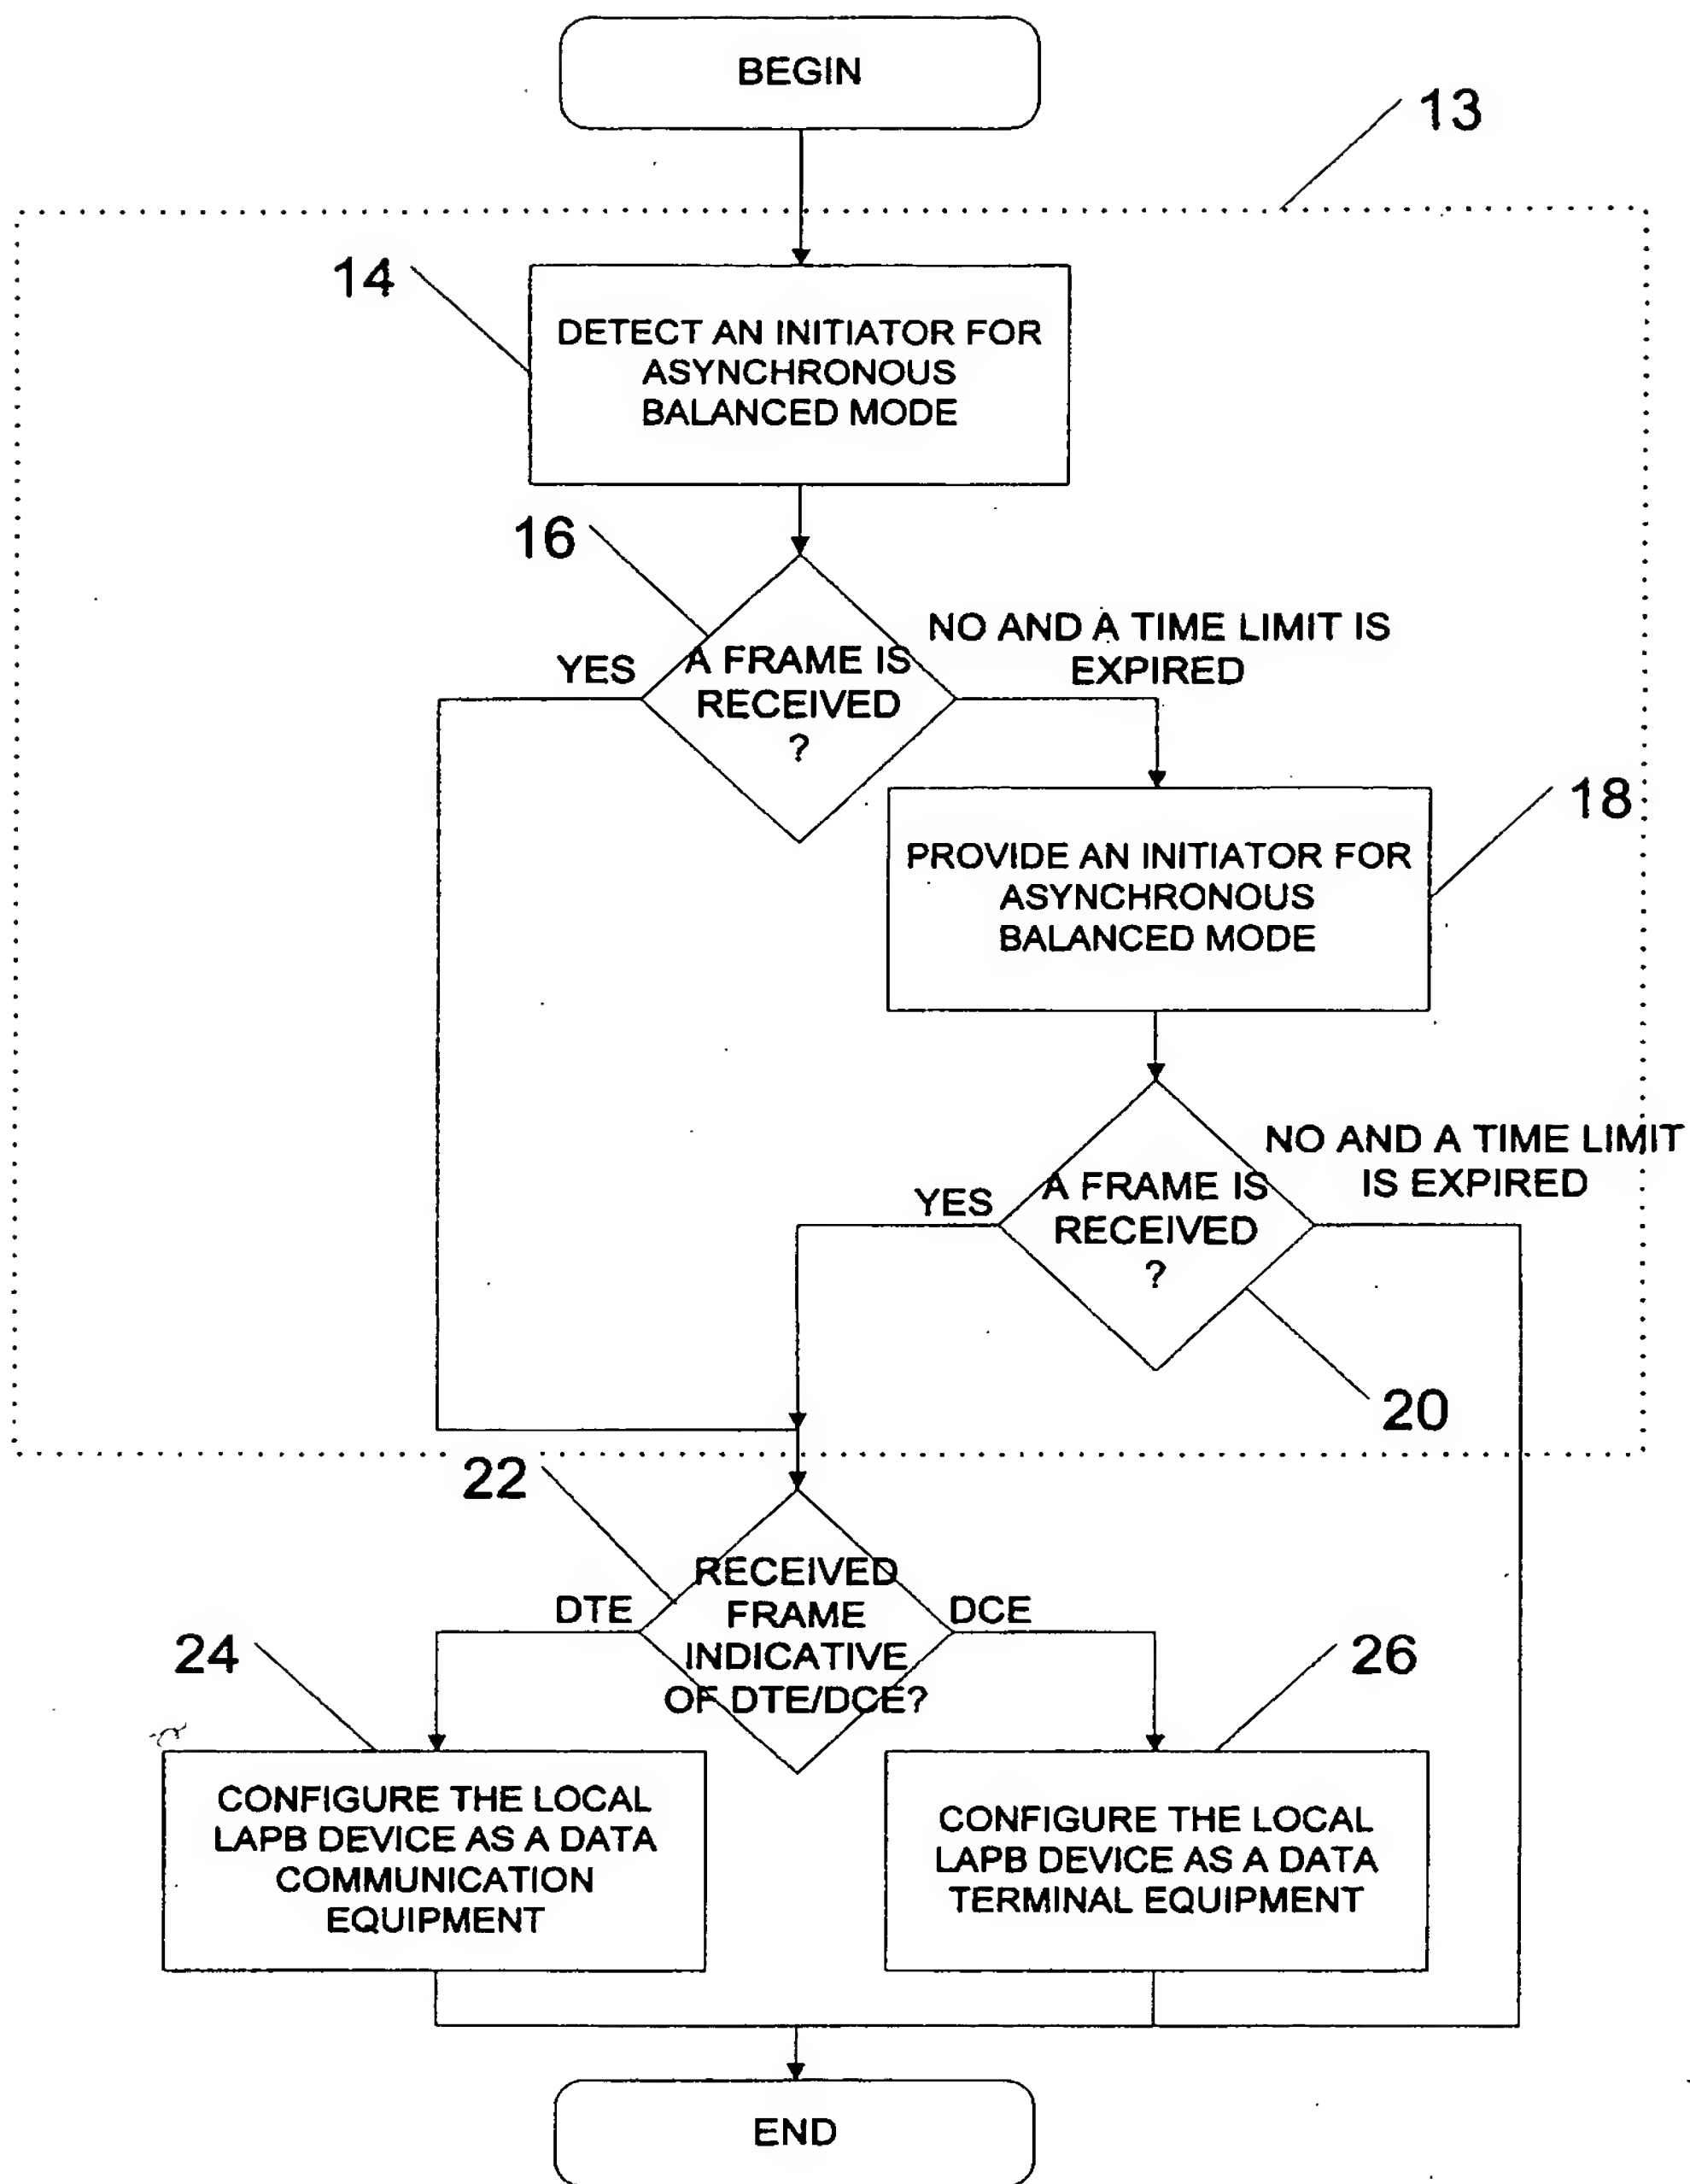 BEGIN
13
14
DETECT AN INITIATOR FOR
ASYNCHRONOUS
BALANCED MODE
16
NO AND A TIME LIMIT IS
EXPIRED
YES
A FRAME IS
RECEIVED
?
18
PROVIDE AN INITIATOR FOR
ASYNCHRONOUS
BALANCED MODE
NO AND A TIME LIMIT
IS EXPIRED
YES
A FRAME IS
RECEIVED
?
20
22
RECEIVED
FRAME
INDICATIVE
OF DTE/DCE?
DTE
DCE
24
26
CONFIGURE THE LOCAL
LAPB DEVICE AS A DATA
COMMUNICATION
EQUIPMENT
CONFIGURE THE LOCAL
LAPB DEVICE AS A DATA
TERMINAL EQUIPMENT
END